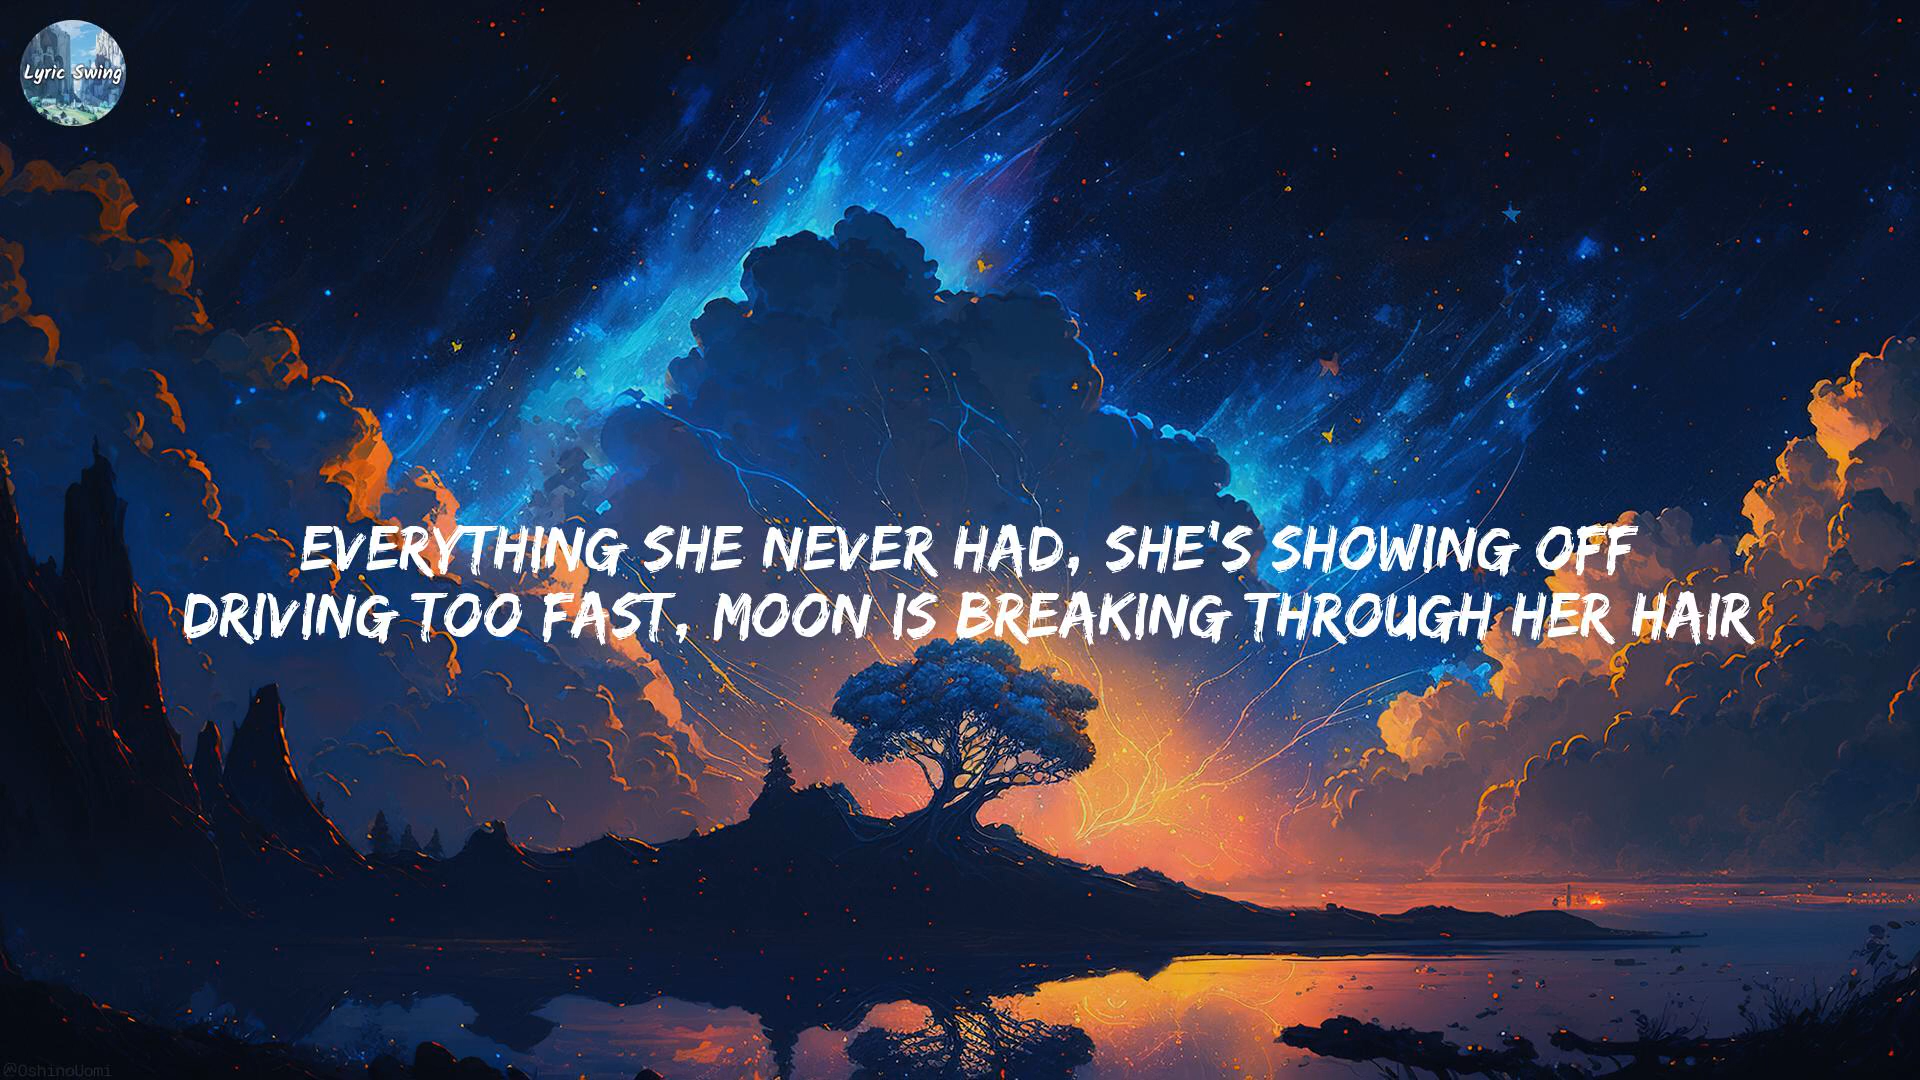 Lyric Swing
EVERYTHING SHE NEVER HAD, SHE'S SHOWING OFF
DRIVING TOO FAST, MOON IS BREAKING THROUGH HER HAIR
@OshinoUomi